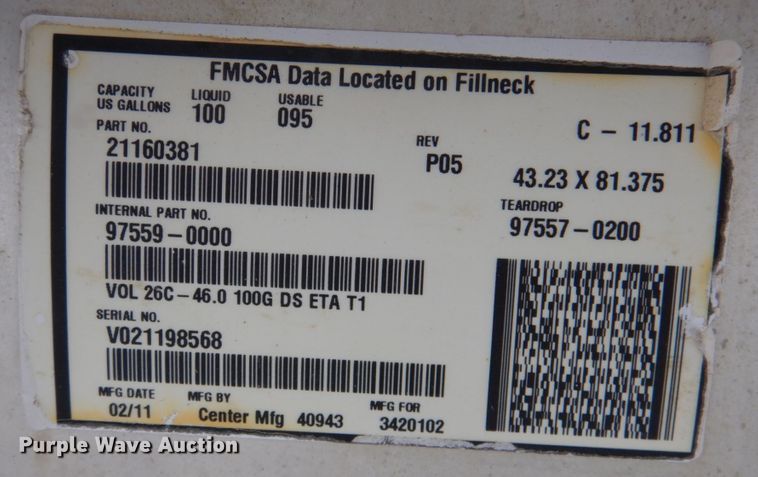 FMCSA Data Located on Fillneck
CAPACITY US GALLONS LIQUID 100 USABLE 095
C - 11.811
PART NO.
21160381
REV
P05
43.23 X 81.375
INTERNAL PART NO.
97559-0000
TEARDROP
97557-0200
VOL 26C-46.0 100G DS ETA T1
SERIAL NO.
V021198568
MFG DATE
02/11
MFG BY
Center Mfg 40943
MFG FOR
3420102
Purple Wave Auction